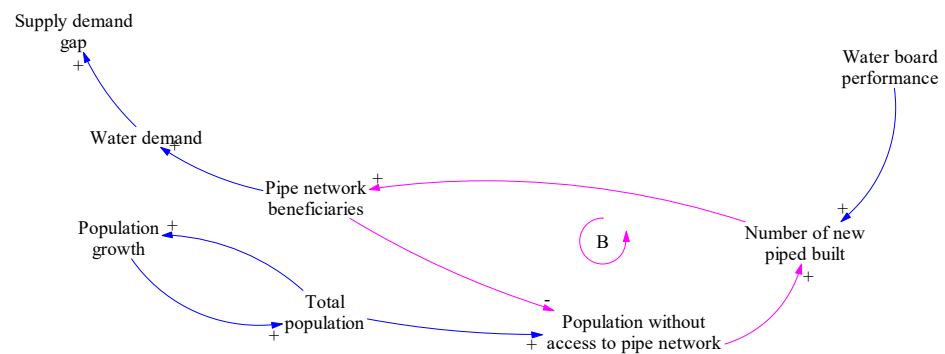 Supply demand
gap
+
Water board
performance
Water demand
+
+
Pipe network
beneficiaries
+
Population
growth
+
Number of new
piped built
+
B
-
Total
population
+
Population without
access to pipe network
+